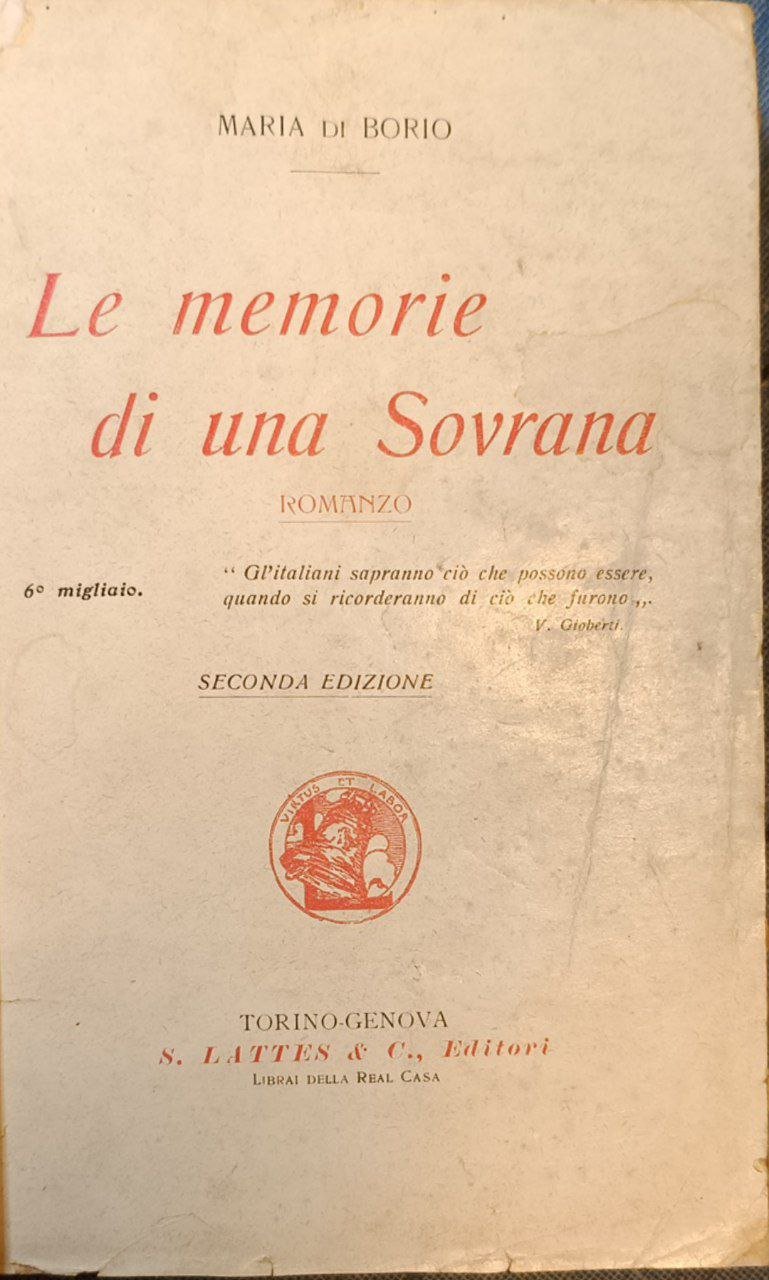 MARIA DI BORIO
Le memorie
di una Sovrana
ROMANZO
6º migliaio.
“ Gl'italiani sapranno ciò che possono essere,
quando si ricorderanno di ciò che furono „.
V. Gioberti.
SECONDA EDIZIONE
VIRTUS ET LABOR
TORINO-GENOVA
S. LATTES & C., Editori
LIBRAI DELLA REAL CASA